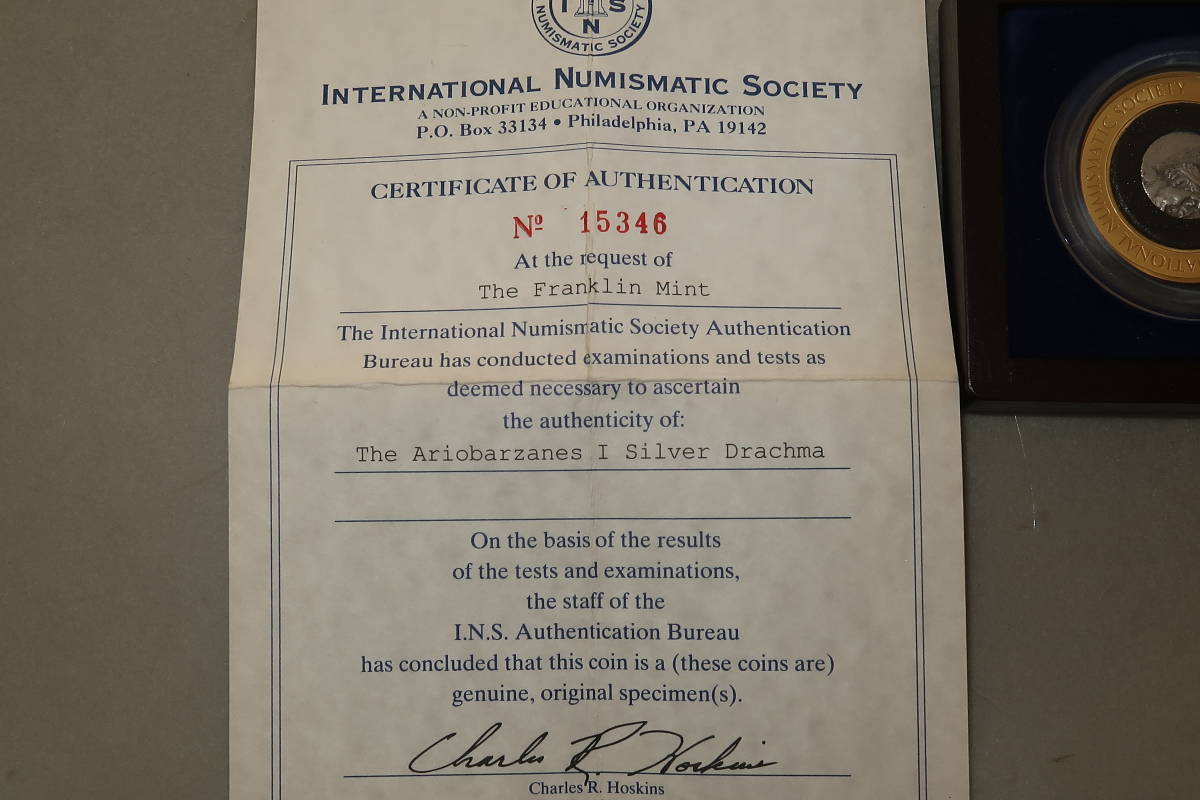 I N S
NUMISMATIC SOCIETY
INTERNATIONAL NUMISMATIC SOCIETY
A NON-PROFIT EDUCATIONAL ORGANIZATION
P.O. Box 33134 • Philadelphia, PA 19142
CERTIFICATE OF AUTHENTICATION
Nº 15346
At the request of
The Franklin Mint
The International Numismatic Society Authentication
Bureau has conducted examinations and tests as
deemed necessary to ascertain
the authenticity of:
The Ariobarzanes I Silver Drachma
On the basis of the results
of the tests and examinations,
the staff of the
I.N.S. Authentication Bureau
has concluded that this coin is a (these coins are)
genuine, original specimen(s).
Charles R. Hoskins
Charles R. Hoskins
NUMISMATIC SOCIETY